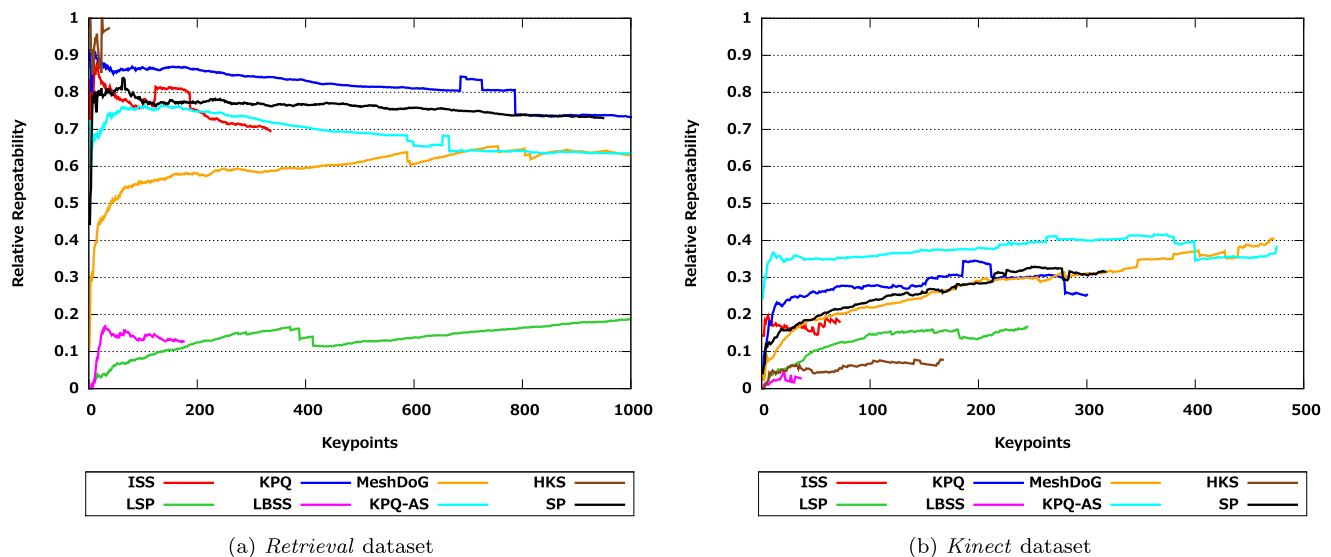 1
0.9
0.8
0.7
0.6
0.5
0.4
0.3
0.2
0.1
0
Relative Repeatability
0 200 400 600 800 1000
Keypoints
ISS KPQ MeshDoG HKS
LSP LBSS KPQ-AS SP
(a) Retrieval dataset
1
0.9
0.8
0.7
0.6
0.5
0.4
0.3
0.2
0.1
0
Relative Repeatability
0 100 200 300 400 500
Keypoints
ISS KPQ MeshDoG HKS
LSP LBSS KPQ-AS SP
(b) Kinect dataset